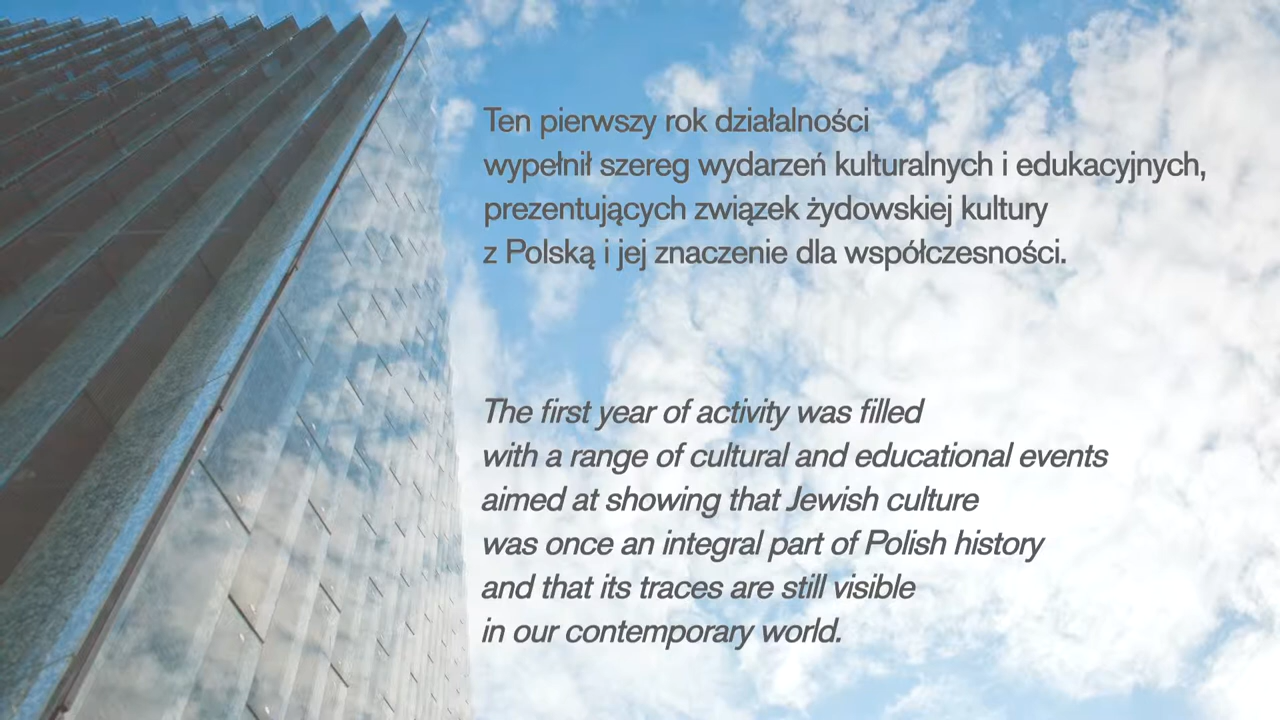 Ten pierwszy rok działalności
wypełnił szereg wydarzeń kulturalnych i edukacyjnych,
prezentujących związek żydowskiej kultury
z Polską i jej znaczenie dla współczesności.
The first year of activity was filled
with a range of cultural and educational events
aimed at showing that Jewish culture
was once an integral part of Polish history
and that its traces are still visible
in our contemporary world.